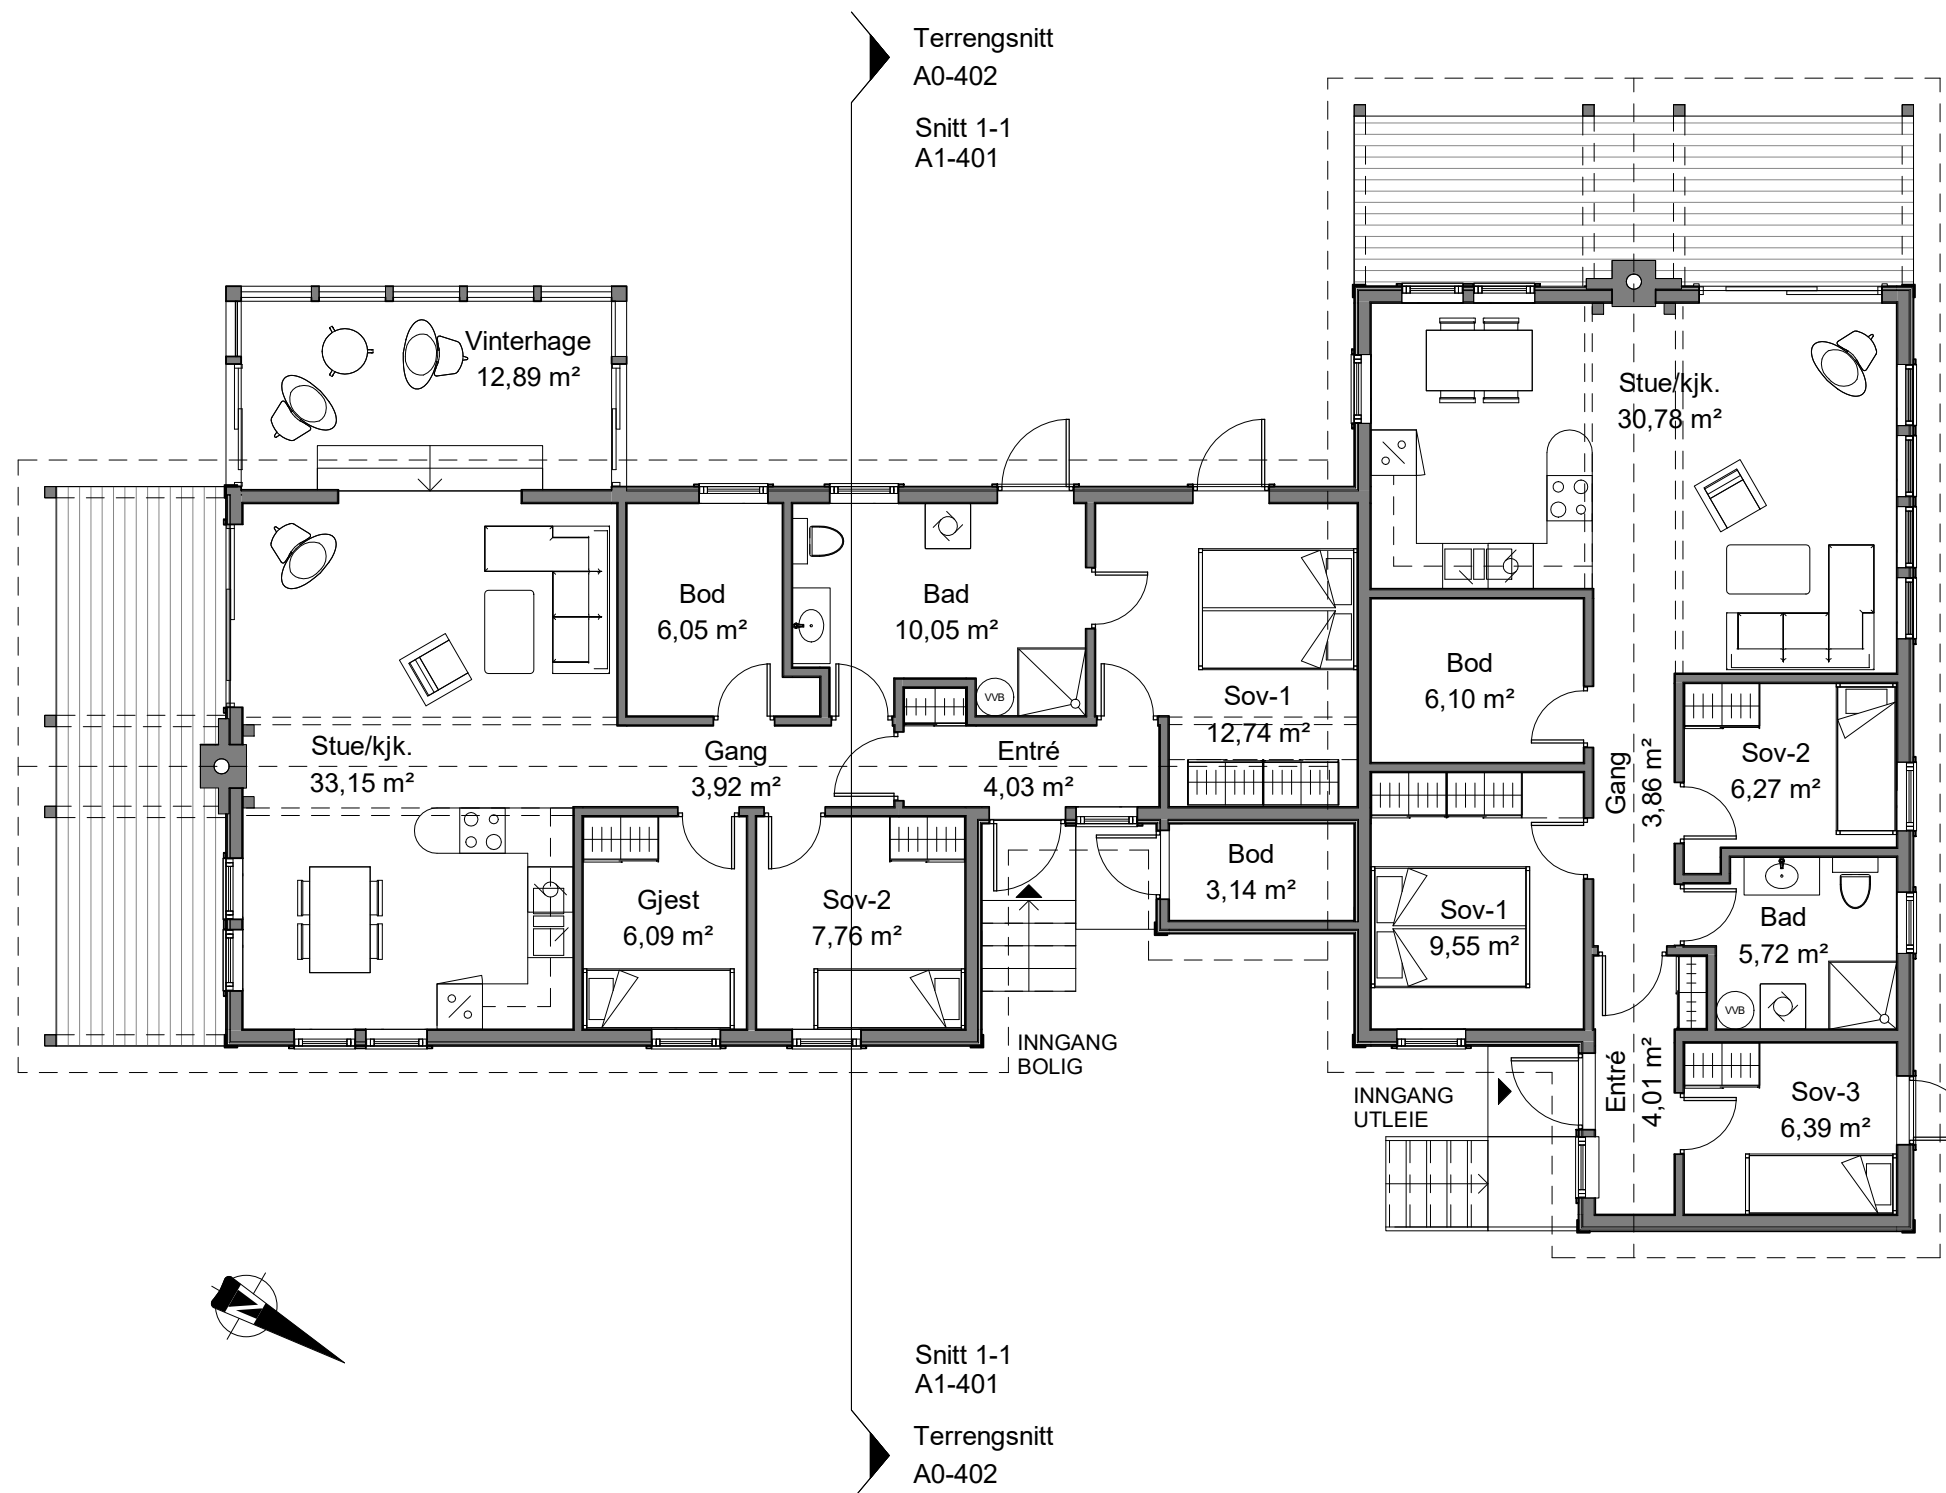 Terrengsnitt
A0-402
Snitt 1-1
A1-401
Vinterhage
12,89 m²
Stue/kjk.
30,78 m²
Bod
6,05 m²
Bad
10,05 m²
VVB
Sov-1
12,74 m²
Bod
6,10 m²
Stue/kjk.
33,15 m²
Gang
3,92 m²
Entré
4,03 m²
Gang
3,86 m²
Sov-2
6,27 m²
Gjest
6,09 m²
Sov-2
7,76 m²
Bod
3,14 m²
Sov-1
9,55 m²
Bad
5,72 m²
VVB
INNGANG
BOLIG
INNGANG
UTLEIE
Entré
4,01 m²
Sov-3
6,39 m²
N
Snitt 1-1
A1-401
Terrengsnitt
A0-402